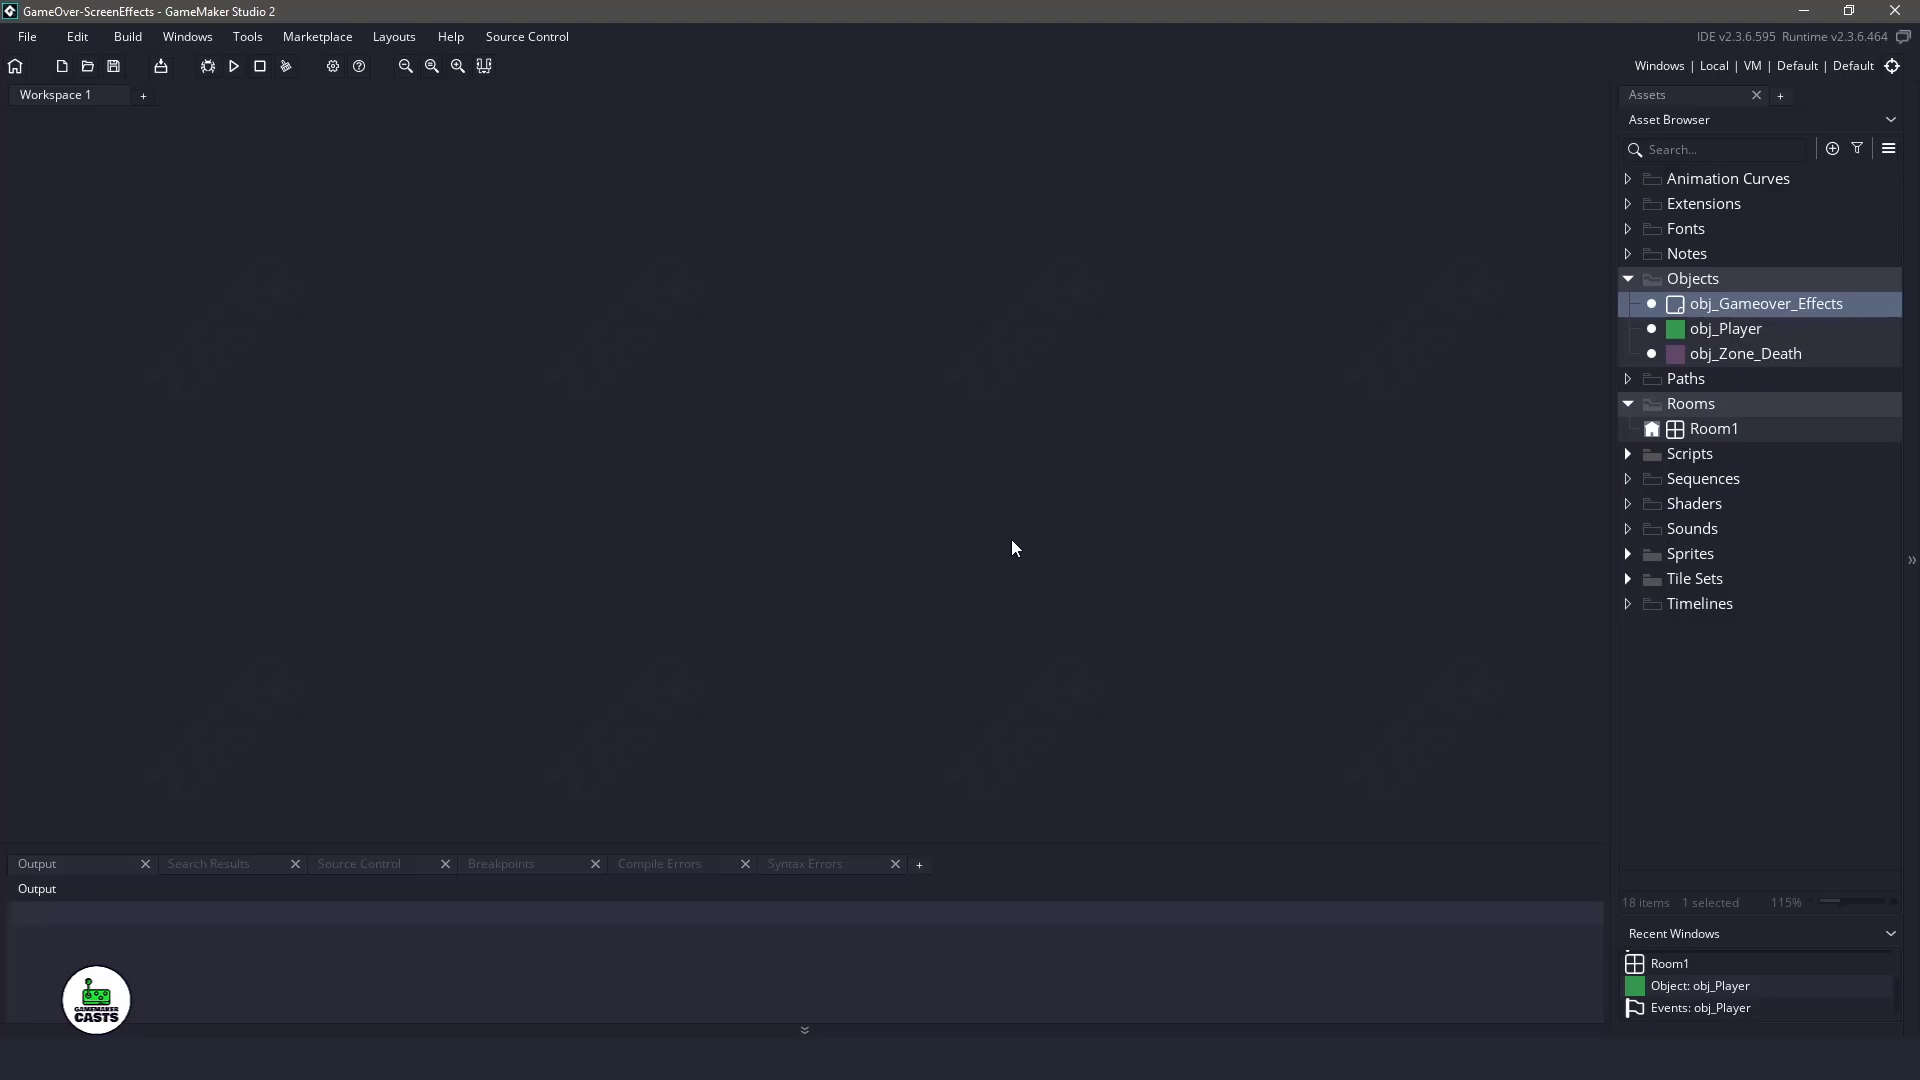 GameOver-ScreenEffects - GameMaker Studio 2
File Edit Build Windows Tools Marketplace Layouts Help Source Control
IDE v2.3.6.595 Runtime v2.3.6.464
Windows | Local | VM | Default | Default
Workspace 1 +
Assets
Asset Browser
Search...
Animation Curves
Extensions
Fonts
Notes
Objects
obj_Gameover_Effects
obj_Player
obj_Zone_Death
Paths
Rooms
Room1
Scripts
Sequences
Shaders
Sounds
Sprites
Tile Sets
Timelines
18 items 1 selected 115%
Recent Windows
Room1
Object: obj_Player
Events: obj_Player
Output Search Results Source Control Breakpoints Compile Errors Syntax Errors +
Output
GAMEMAKER
CASTS